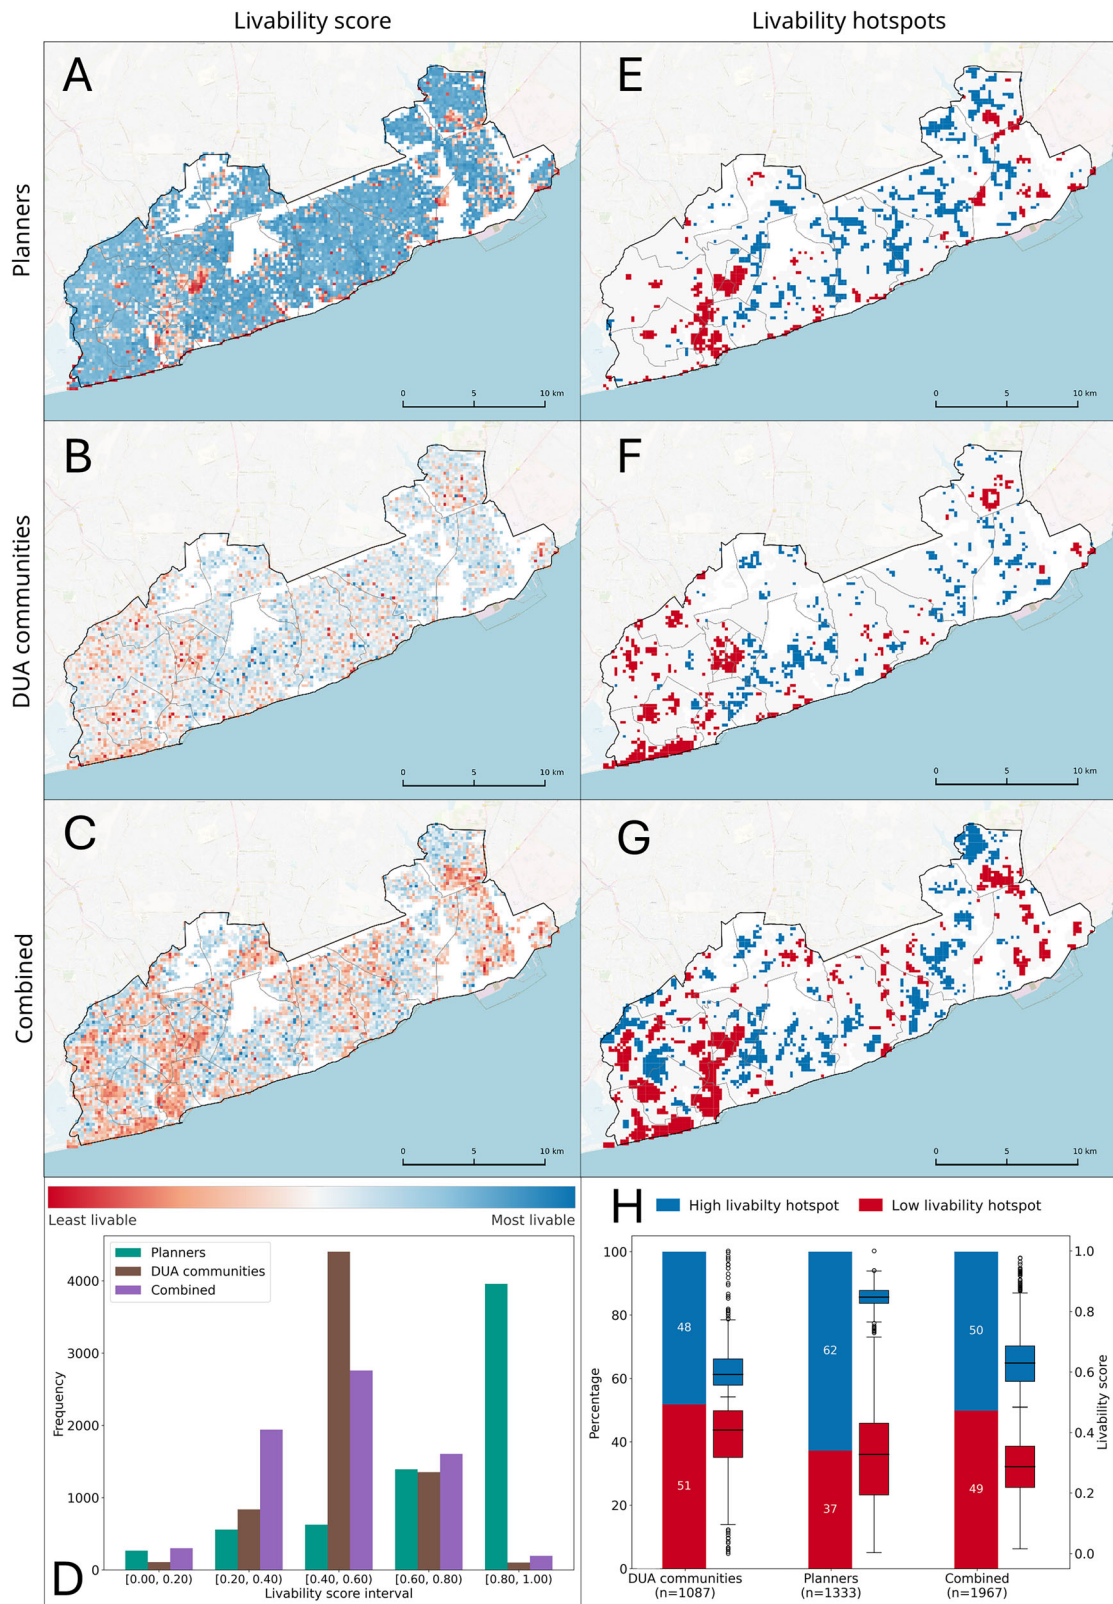 Livability score
Livability hotspots
Planners
A
0 5 10 km
E
0 5 10 km
DUA communities
B
0 5 10 km
F
0 5 10 km
Combined
C
0 5 10 km
G
0 5 10 km
Least livable
Most livable
Planners
DUA communities
Combined
Frequency
4000
3000
2000
1000
0
[0.00, 0.20)
[0.20, 0.40)
[0.40, 0.60)
[0.60, 0.80)
[0.80, 1.00)
Livability score interval
D
H
High livabilty hotspot
Low livability hotspot
Percentage
100
80
60
40
20
0
48
51
62
37
50
49
1.0
0.8
0.6
0.4
0.2
0.0
Livability score
DUA communities
(n=1087)
Planners
(n=1333)
Combined
(n=1967)